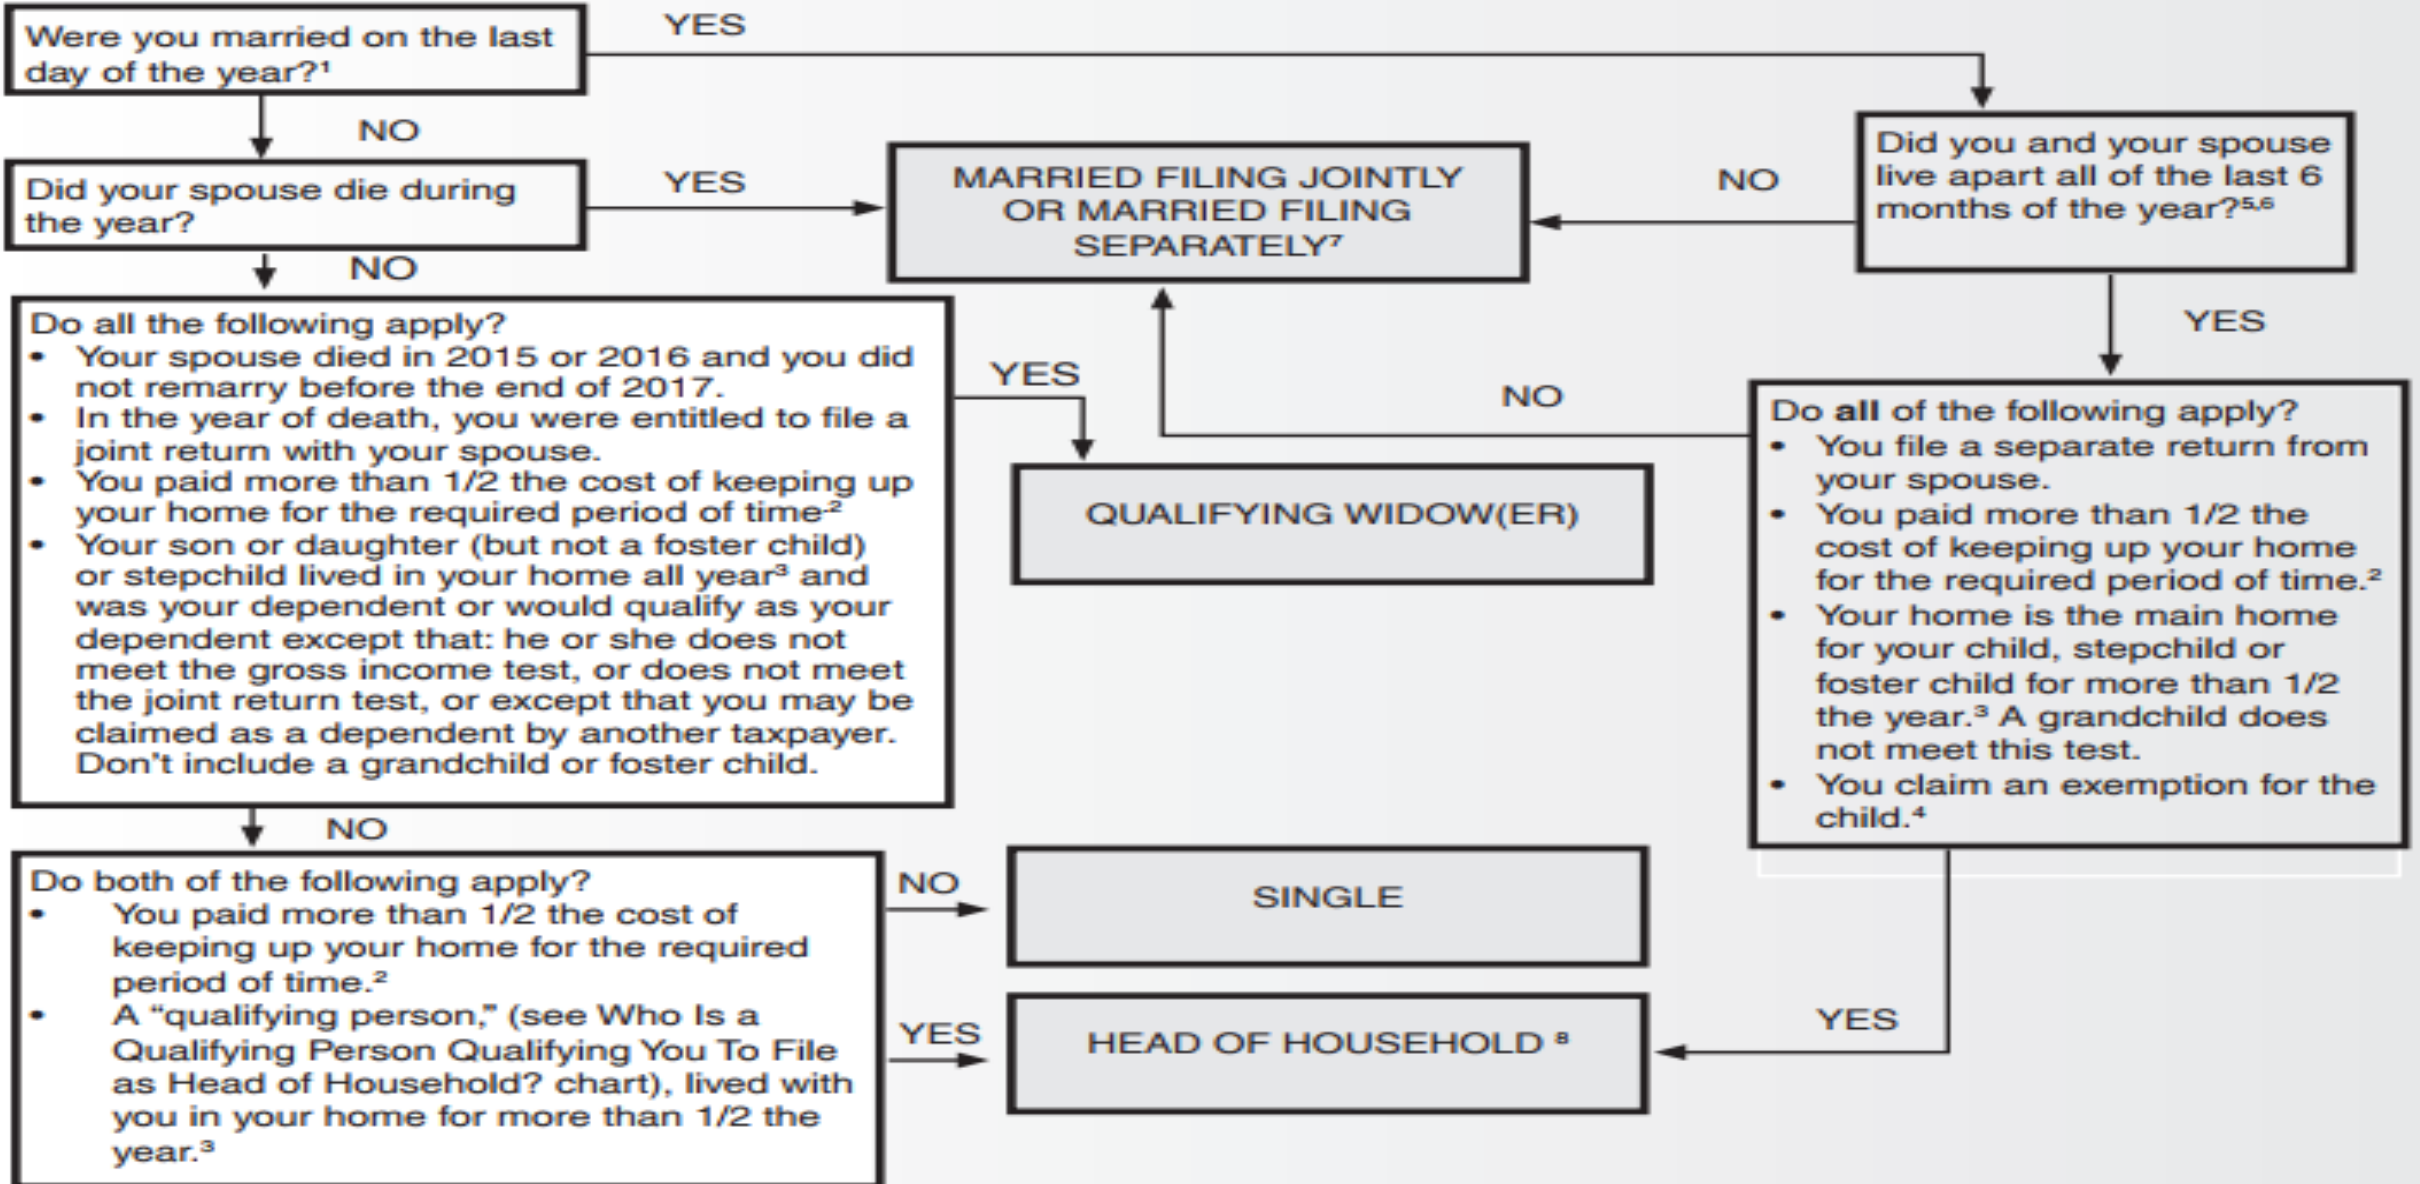 Were you married on the last
day of the year?¹
YES
NO
Did your spouse die during
the year?
YES
MARRIED FILING JOINTLY
OR MARRIED FILING
SEPARATELY⁷
NO
Did you and your spouse
live apart all of the last 6
months of the year?⁵,⁶
NO
YES
Do all the following apply?
• Your spouse died in 2015 or 2016 and you did
not remarry before the end of 2017.
• In the year of death, you were entitled to file a
joint return with your spouse.
• You paid more than 1/2 the cost of keeping up
your home for the required period of time.²
• Your son or daughter (but not a foster child)
or stepchild lived in your home all year³ and
was your dependent or would qualify as your
dependent except that: he or she does not
meet the gross income test, or does not meet
the joint return test, or except that you may be
claimed as a dependent by another taxpayer.
Don't include a grandchild or foster child.
YES
QUALIFYING WIDOW(ER)
NO
Do all of the following apply?
• You file a separate return from
your spouse.
• You paid more than 1/2 the
cost of keeping up your home
for the required period of time.²
• Your home is the main home
for your child, stepchild or
foster child for more than 1/2
the year.³ A grandchild does
not meet this test.
• You claim an exemption for the
child.⁴
NO
Do both of the following apply?
• You paid more than 1/2 the cost of
keeping up your home for the required
period of time.²
• A “qualifying person,” (see Who Is a
Qualifying Person Qualifying You To File
as Head of Household? chart), lived with
you in your home for more than 1/2 the
year.³
NO
SINGLE
YES
HEAD OF HOUSEHOLD ⁸
YES